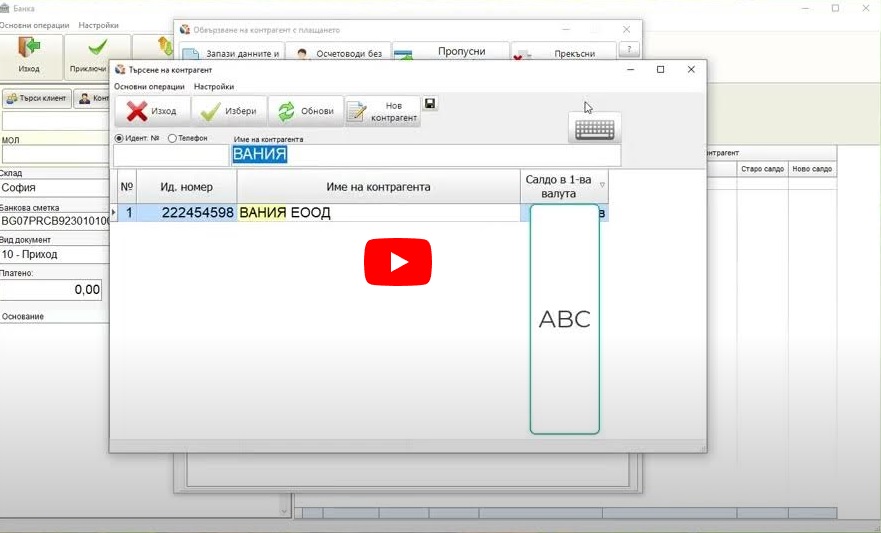 Банка
Основни операции Настройки
Изход
Приключи
Търси клиент
МОЛ
Склад
София
Банкова сметка
Вид документ
10 - Приход
Платено:
0,00
Основание
Обвързване на контрагент с плащането
Запази данните и
Осчетоводи без
Пропусни
Прекъсни
?
Търсене на контрагент
Основни операции Настройки
Изход
Избери
Обнови
Нов
контрагент
Идент. № Телефон
Име на контрагента
ВАНИЯ
№ Ид. номер Име на контрагента Салдо в 1-ва
валута
1 222454598 ВАНИЯ ЕООД
ABC
Старо салдо Ново салдо